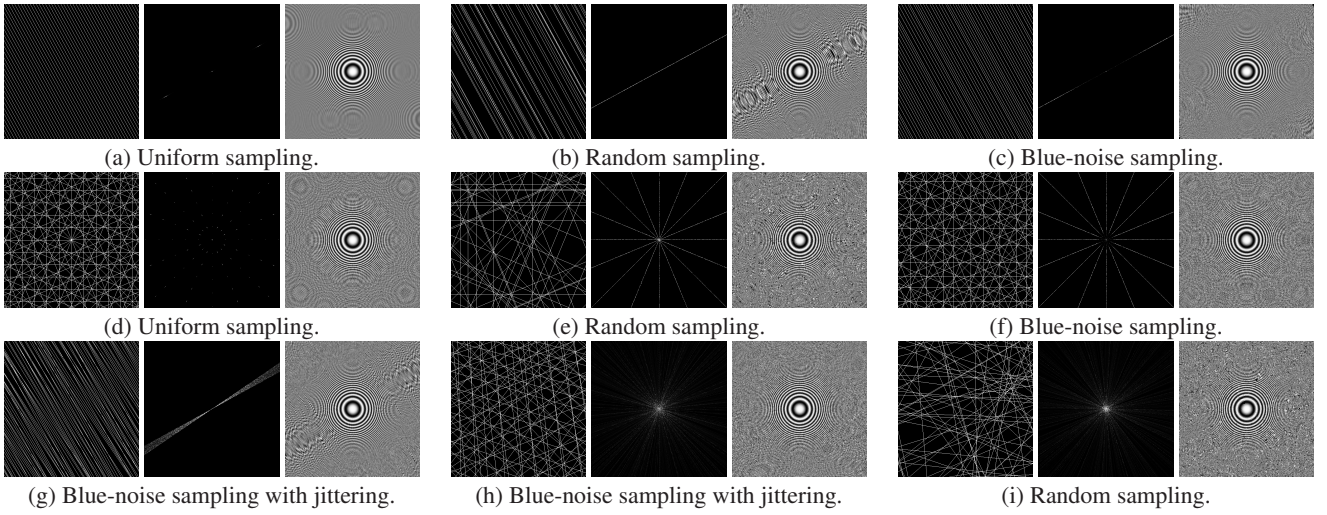 (a) Uniform sampling.
(b) Random sampling.
(c) Blue-noise sampling.
(d) Uniform sampling.
(e) Random sampling.
(f) Blue-noise sampling.
(g) Blue-noise sampling with jittering.
(h) Blue-noise sampling with jittering.
(i) Random sampling.